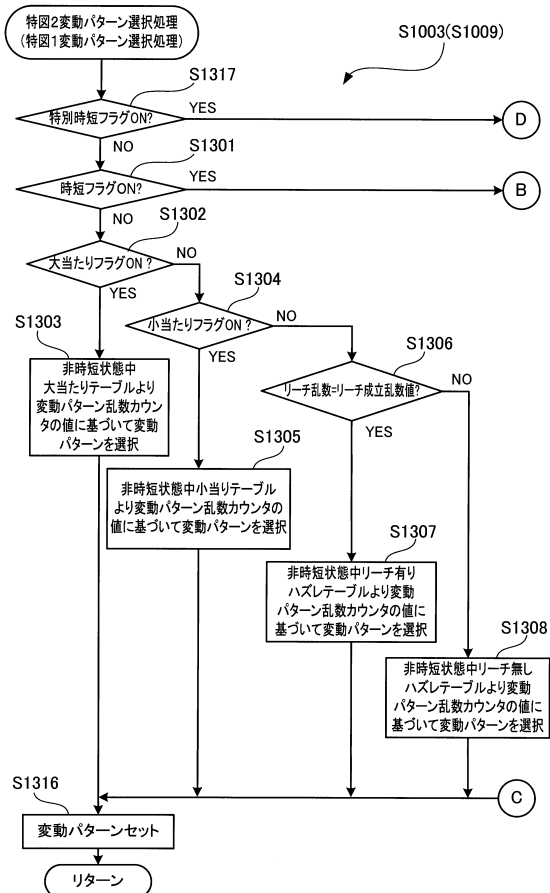 特図2変動パターン選択処理
(特図1変動パターン選択処理)
S1003(S1009)
S1317
特別時短フラグON?
YES
D
NO
S1301
時短フラグON?
YES
B
NO
S1302
大当たりフラグON?
NO
YES
S1304
小当たりフラグON?
NO
YES
S1303
非時短状態中
大当たりテーブルより
変動パターン乱数カウン
タの値に基づいて変動
パターンを選択
S1306
リーチ乱数=リーチ成立乱数値?
NO
YES
S1305
非時短状態中小当りテーブル
より変動パターン乱数カウンタの
値に基づいて変動パターンを選択
S1307
非時短状態中リーチ有り
ハズレテーブルより変動
パターン乱数カウンタの値に
基づいて変動パターンを選択
S1308
非時短状態中リーチ無し
ハズレテーブルより変動
パターン乱数カウンタの値に
基づいて変動パターンを選択
C
S1316
変動パターンセット
リターン